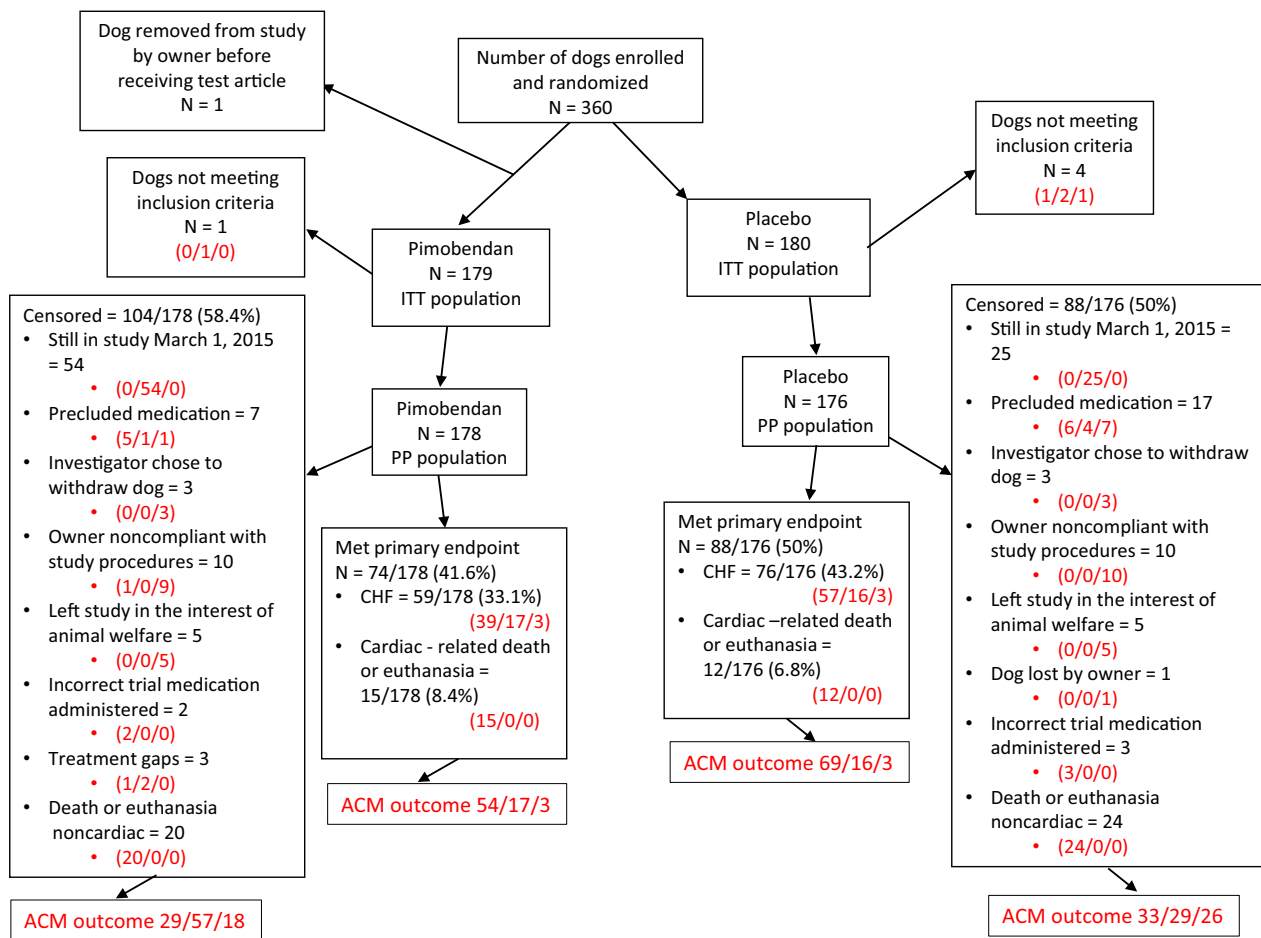 Dog removed from study
by owner before
receiving test article
N = 1
Number of dogs enrolled
and randomized
N = 360
Dogs not meeting
inclusion criteria
N = 4
(1/2/1)
Dogs not meeting
inclusion criteria
N = 1
(0/1/0)
Pimobendan
N = 179
ITT population
Placebo
N = 180
ITT population
Censored = 104/178 (58.4%)
• Still in study March 1, 2015
= 54
• (0/54/0)
• Precluded medication = 7
• (5/1/1)
• Investigator chose to
withdraw dog = 3
• (0/0/3)
• Owner noncompliant with
study procedures = 10
• (1/0/9)
• Left study in the interest of
animal welfare = 5
• (0/0/5)
• Incorrect trial medication
administered = 2
• (2/0/0)
• Treatment gaps = 3
• (1/2/0)
• Death or euthanasia
noncardiac = 20
• (20/0/0)
ACM outcome 29/57/18
Pimobendan
N = 178
PP population
Met primary endpoint
N = 74/178 (41.6%)
• CHF = 59/178 (33.1%)
(39/17/3)
• Cardiac - related death
or euthanasia =
15/178 (8.4%)
(15/0/0)
ACM outcome 54/17/3
Placebo
N = 176
PP population
Met primary endpoint
N = 88/176 (50%)
• CHF = 76/176 (43.2%)
(57/16/3)
• Cardiac –related death
or euthanasia =
12/176 (6.8%)
(12/0/0)
ACM outcome 69/16/3
Censored = 88/176 (50%)
• Still in study March 1, 2015 =
25
• (0/25/0)
• Precluded medication = 17
• (6/4/7)
• Investigator chose to withdraw
dog = 3
• (0/0/3)
• Owner noncompliant with
study procedures = 10
• (0/0/10)
• Left study in the interest of
animal welfare = 5
• (0/0/5)
• Dog lost by owner = 1
• (0/0/1)
• Incorrect trial medication
administered = 3
• (3/0/0)
• Death or euthanasia
noncardiac = 24
• (24/0/0)
ACM outcome 33/29/26